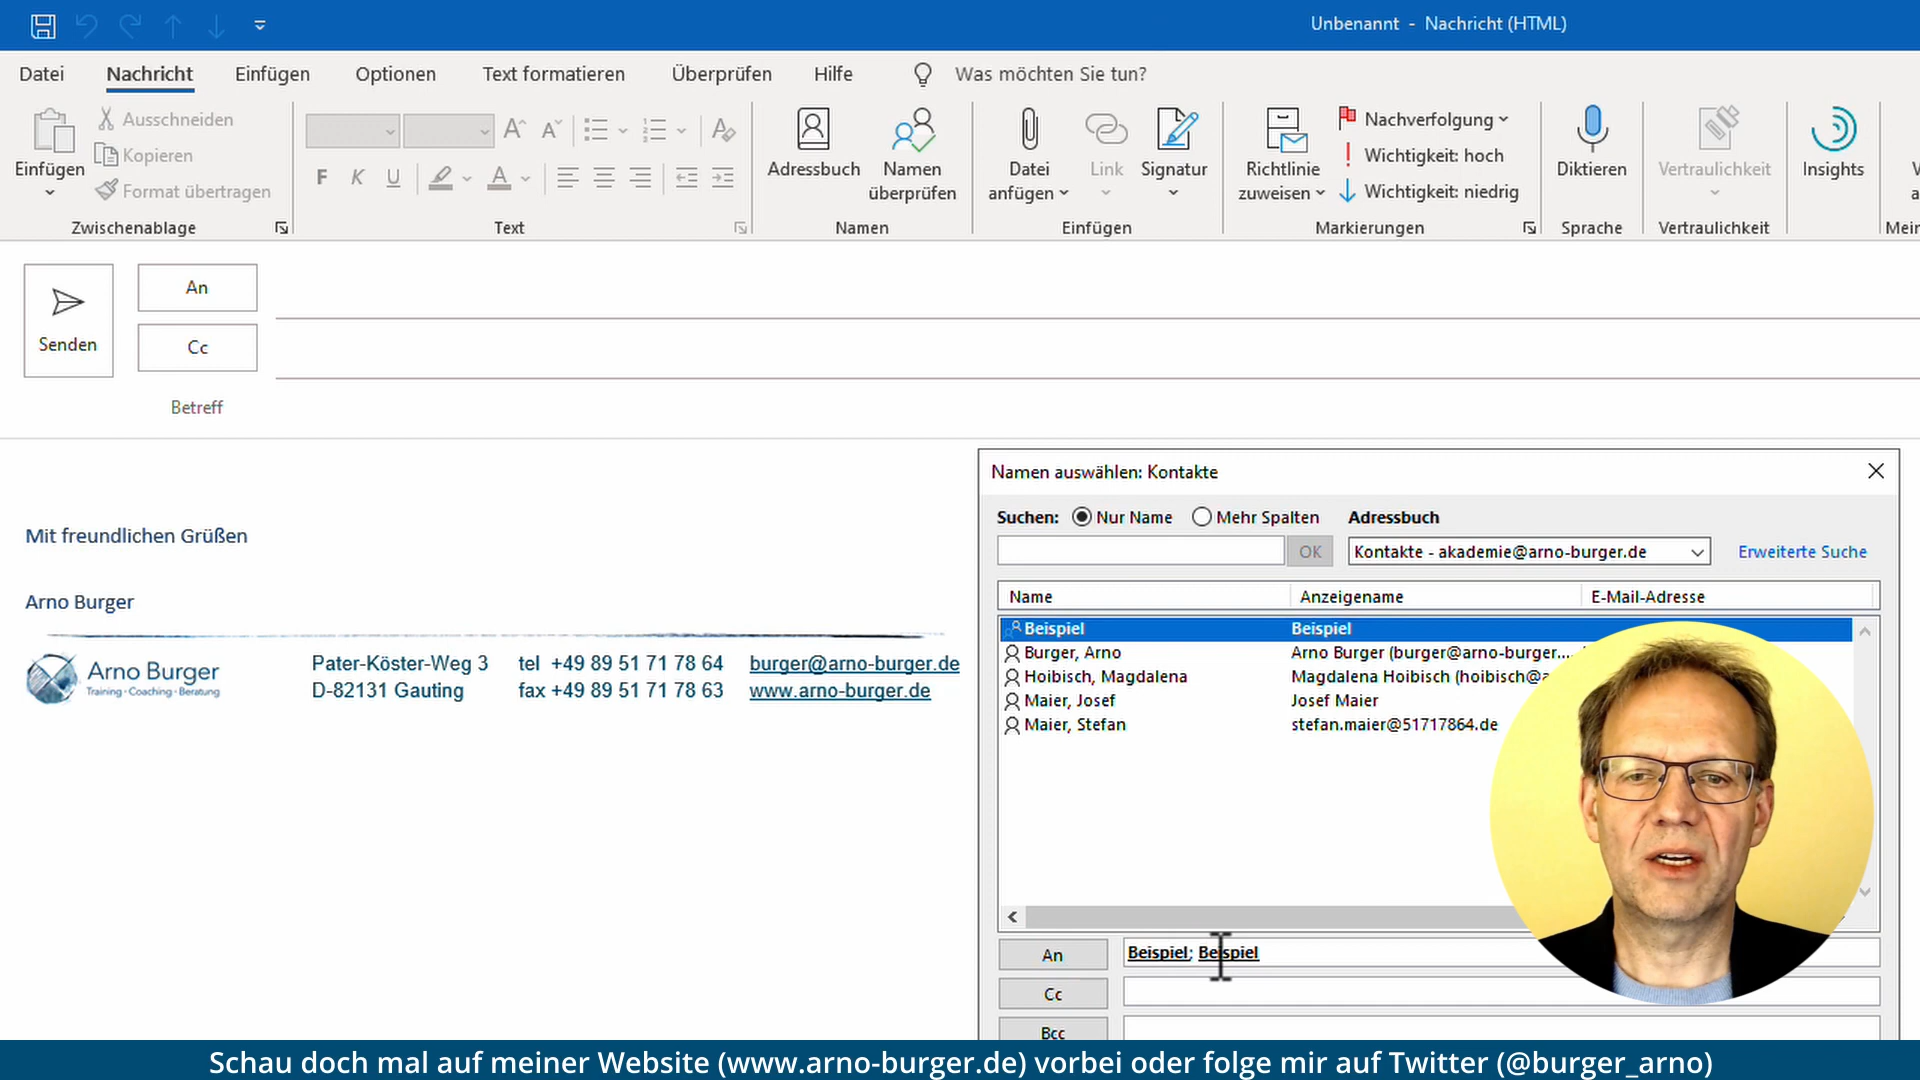 Unbenannt - Nachricht (HTML)
Datei Nachricht Einfügen Optionen Text formatieren Überprüfen Hilfe Was möchten Sie tun?
Einfügen
Ausschneiden
Kopieren
Format übertragen
Zwischenablage
F K U
Text
Adressbuch
Namen überprüfen
Namen
Datei anfügen
Link
Signatur
Einfügen
Richtlinie zuweisen
Nachverfolgung
Wichtigkeit: hoch
Wichtigkeit: niedrig
Markierungen
Diktieren
Sprache
Vertraulichkeit
Vertraulichkeit
Insights
Senden
An
Cc
Betreff
Mit freundlichen Grüßen
Arno Burger
Arno Burger
Training · Coaching · Beratung
Pater-Köster-Weg 3 tel +49 89 51 71 78 64 burger@arno-burger.de
D-82131 Gauting fax +49 89 51 71 78 63 www.arno-burger.de
Namen auswählen: Kontakte
Suchen: Nur Name Mehr Spalten Adressbuch
OK Kontakte - akademie@arno-burger.de Erweiterte Suche
Name Anzeigename E-Mail-Adresse
Beispiel Beispiel
Burger, Arno Arno Burger (burger@arno-burger...
Hoibisch, Magdalena Magdalena Hoibisch (hoibisch@a
Maier, Josef Josef Maier
Maier, Stefan stefan.maier@51717864.de
An Beispiel; Beispiel
Cc
Bcc
Schau doch mal auf meiner Website (www.arno-burger.de) vorbei oder folge mir auf Twitter (@burger_arno)